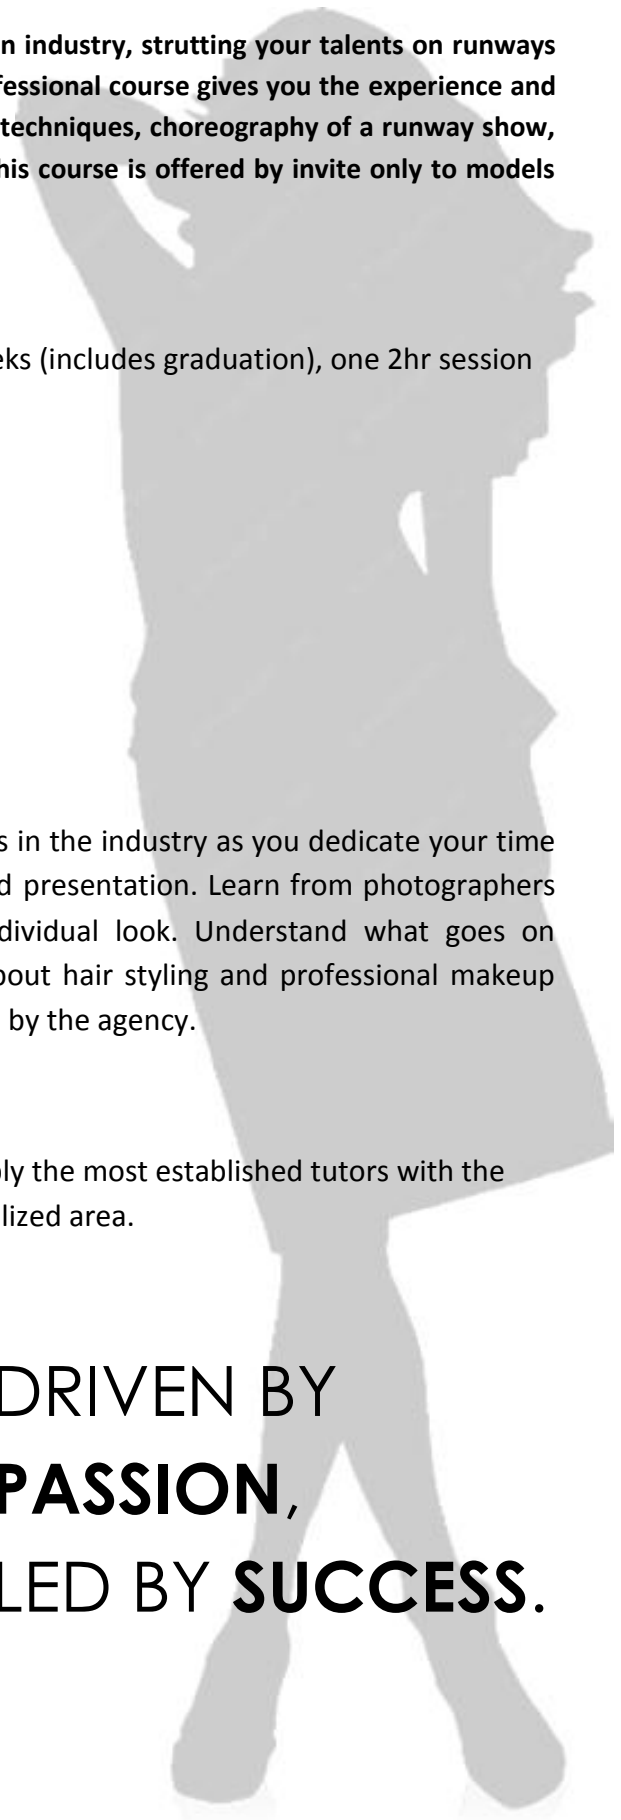 n industry, strutting your talents on runways
fessional course gives you the experience and
techniques, choreography of a runway show,
his course is offered by invite only to models
eks (includes graduation), one 2hr session
s in the industry as you dedicate your time
d presentation. Learn from photographers
dividual look. Understand what goes on
bout hair styling and professional makeup
by the agency.
ply the most established tutors with the
lized area.
DRIVEN BY
PASSION,
LED BY SUCCESS.